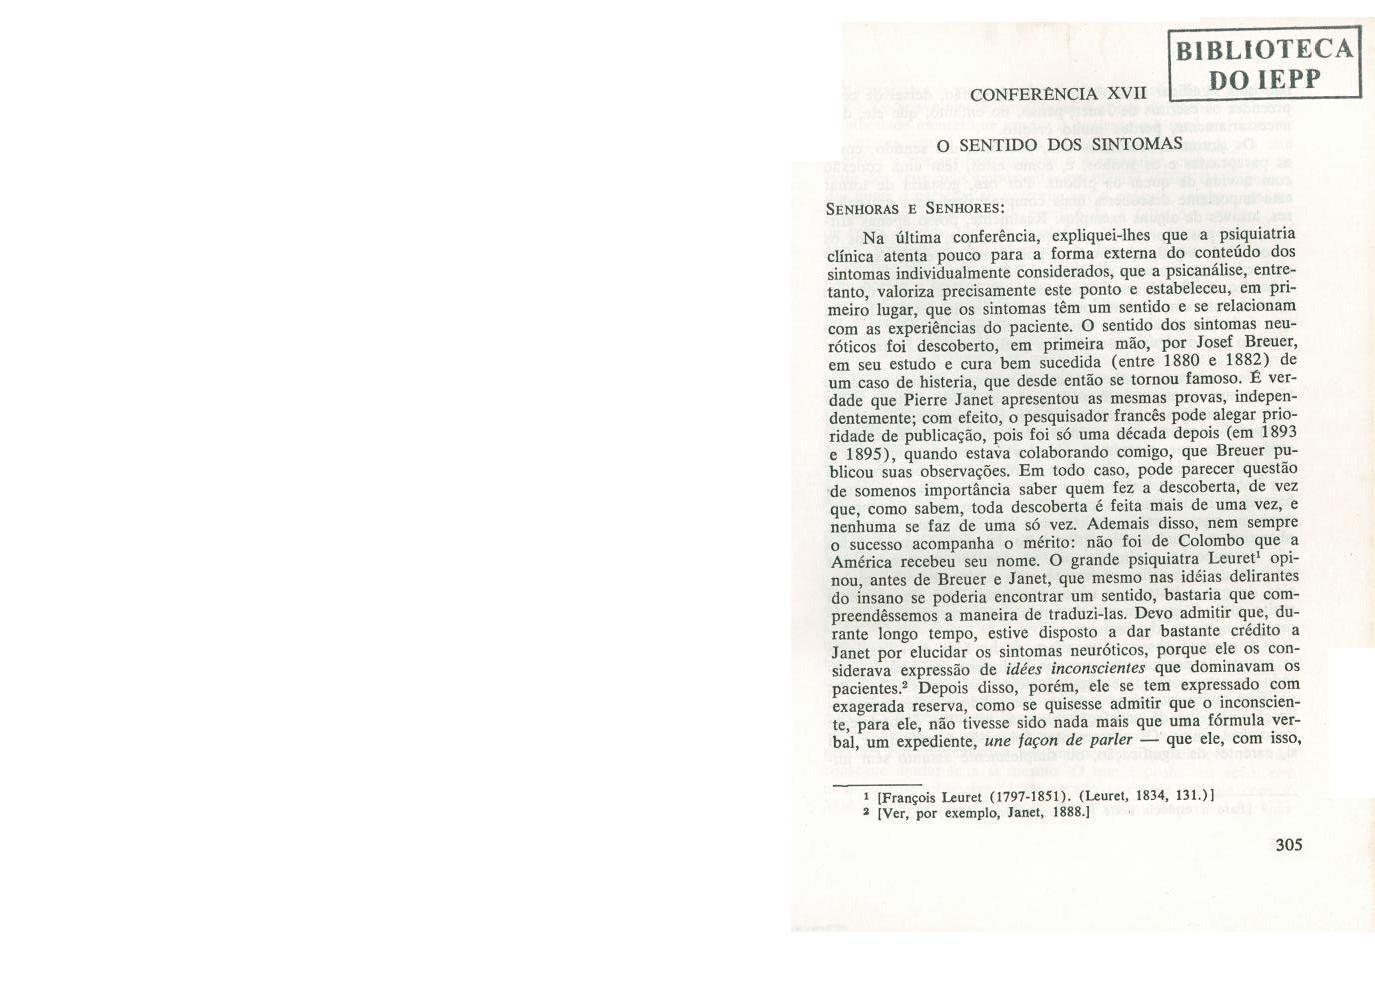 BIBLIOTECA
DO IEPP
CONFERÊNCIA XVII
O SENTIDO DOS SINTOMAS
SENHORAS E SENHORES:
Na última conferência, expliquei-lhes que a psiquiatria
clínica atenta pouco para a forma externa do conteúdo dos
sintomas individualmente considerados, que a psicanálise, entre-
tanto, valoriza precisamente este ponto e estabeleceu, em pri-
meiro lugar, que os sintomas têm um sentido e se relacionam
com as experiências do paciente. O sentido dos sintomas neu-
róticos foi descoberto, em primeira mão, por Josef Breuer,
em seu estudo e cura bem sucedida (entre 1880 e 1882) de
um caso de histeria, que desde então se tornou famoso. É ver-
dade que Pierre Janet apresentou as mesmas provas, indepen-
dentemente; com efeito, o pesquisador francês pode alegar prio-
ridade de publicação, pois foi só uma década depois (em 1893
e 1895), quando estava colaborando comigo, que Breuer pu-
blicou suas observações. Em todo caso, pode parecer questão
de somenos importância saber quem fez a descoberta, de vez
que, como sabem, toda descoberta é feita mais de uma vez, e
nenhuma se faz de uma só vez. Ademais disso, nem sempre
o sucesso acompanha o mérito: não foi de Colombo que a
América recebeu seu nome. O grande psiquiatra Leuret¹ opi-
nou, antes de Breuer e Janet, que mesmo nas idéias delirantes
do insano se poderia encontrar um sentido, bastaria que com-
preendêssemos a maneira de traduzi-las. Devo admitir que, du-
rante longo tempo, estive disposto a dar bastante crédito a
Janet por elucidar os sintomas neuróticos, porque ele os con-
siderava expressão de idées inconscientes que dominavam os
pacientes.² Depois disso, porém, ele se tem expressado com
exagerada reserva, como se quisesse admitir que o inconscien-
te, para ele, não tivesse sido nada mais que uma fórmula ver-
bal, um expediente, une façon de parler — que ele, com isso,
¹ [François Leuret (1797-1851). (Leuret, 1834, 131.)]
² [Ver, por exemplo, Janet, 1888.]
305